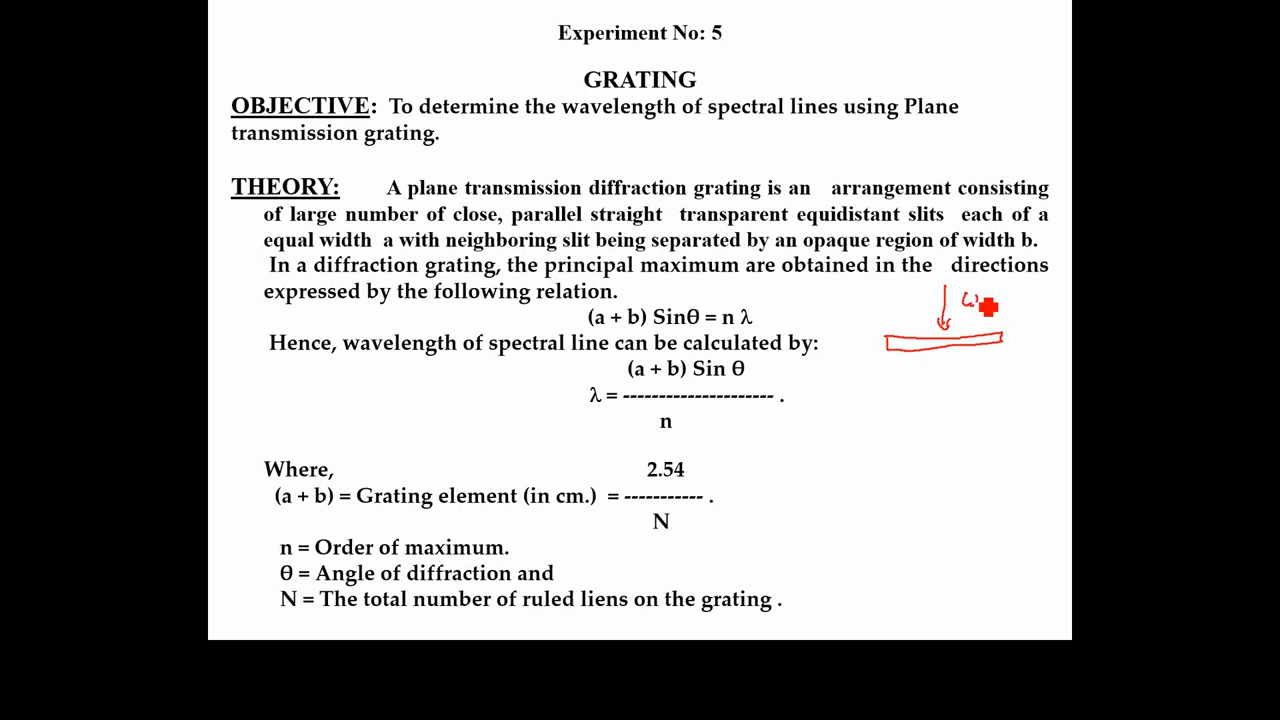 Experiment No: 5
GRATING
OBJECTIVE: To determine the wavelength of spectral lines using Plane
transmission grating.
THEORY: A plane transmission diffraction grating is an arrangement consisting
of large number of close, parallel straight transparent equidistant slits each of a
equal width a with neighboring slit being separated by an opaque region of width b.
In a diffraction grating, the principal maximum are obtained in the directions
expressed by the following relation.
(a + b) Sinθ = n λ
Hence, wavelength of spectral line can be calculated by:
(a + b) Sin θ
λ = --------------------- .
n
Where, 2.54
(a + b) = Grating element (in cm.) = ----------- .
N
n = Order of maximum.
θ = Angle of diffraction and
N = The total number of ruled liens on the grating .